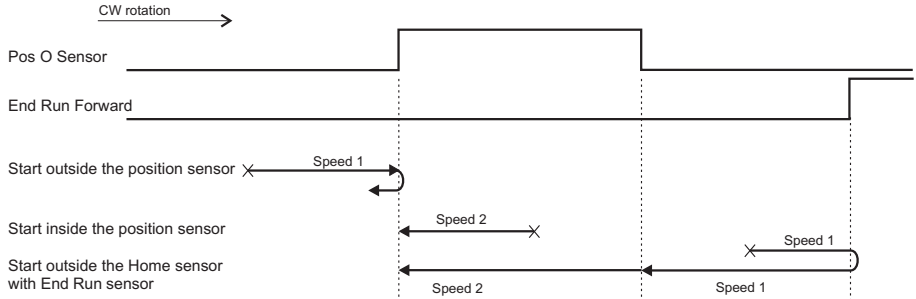 CW rotation
Pos O Sensor
End Run Forward
Start outside the position sensor
Speed 1
Start inside the position sensor
Speed 2
Speed 1
Start outside the Home sensor
with End Run sensor
Speed 2
Speed 1